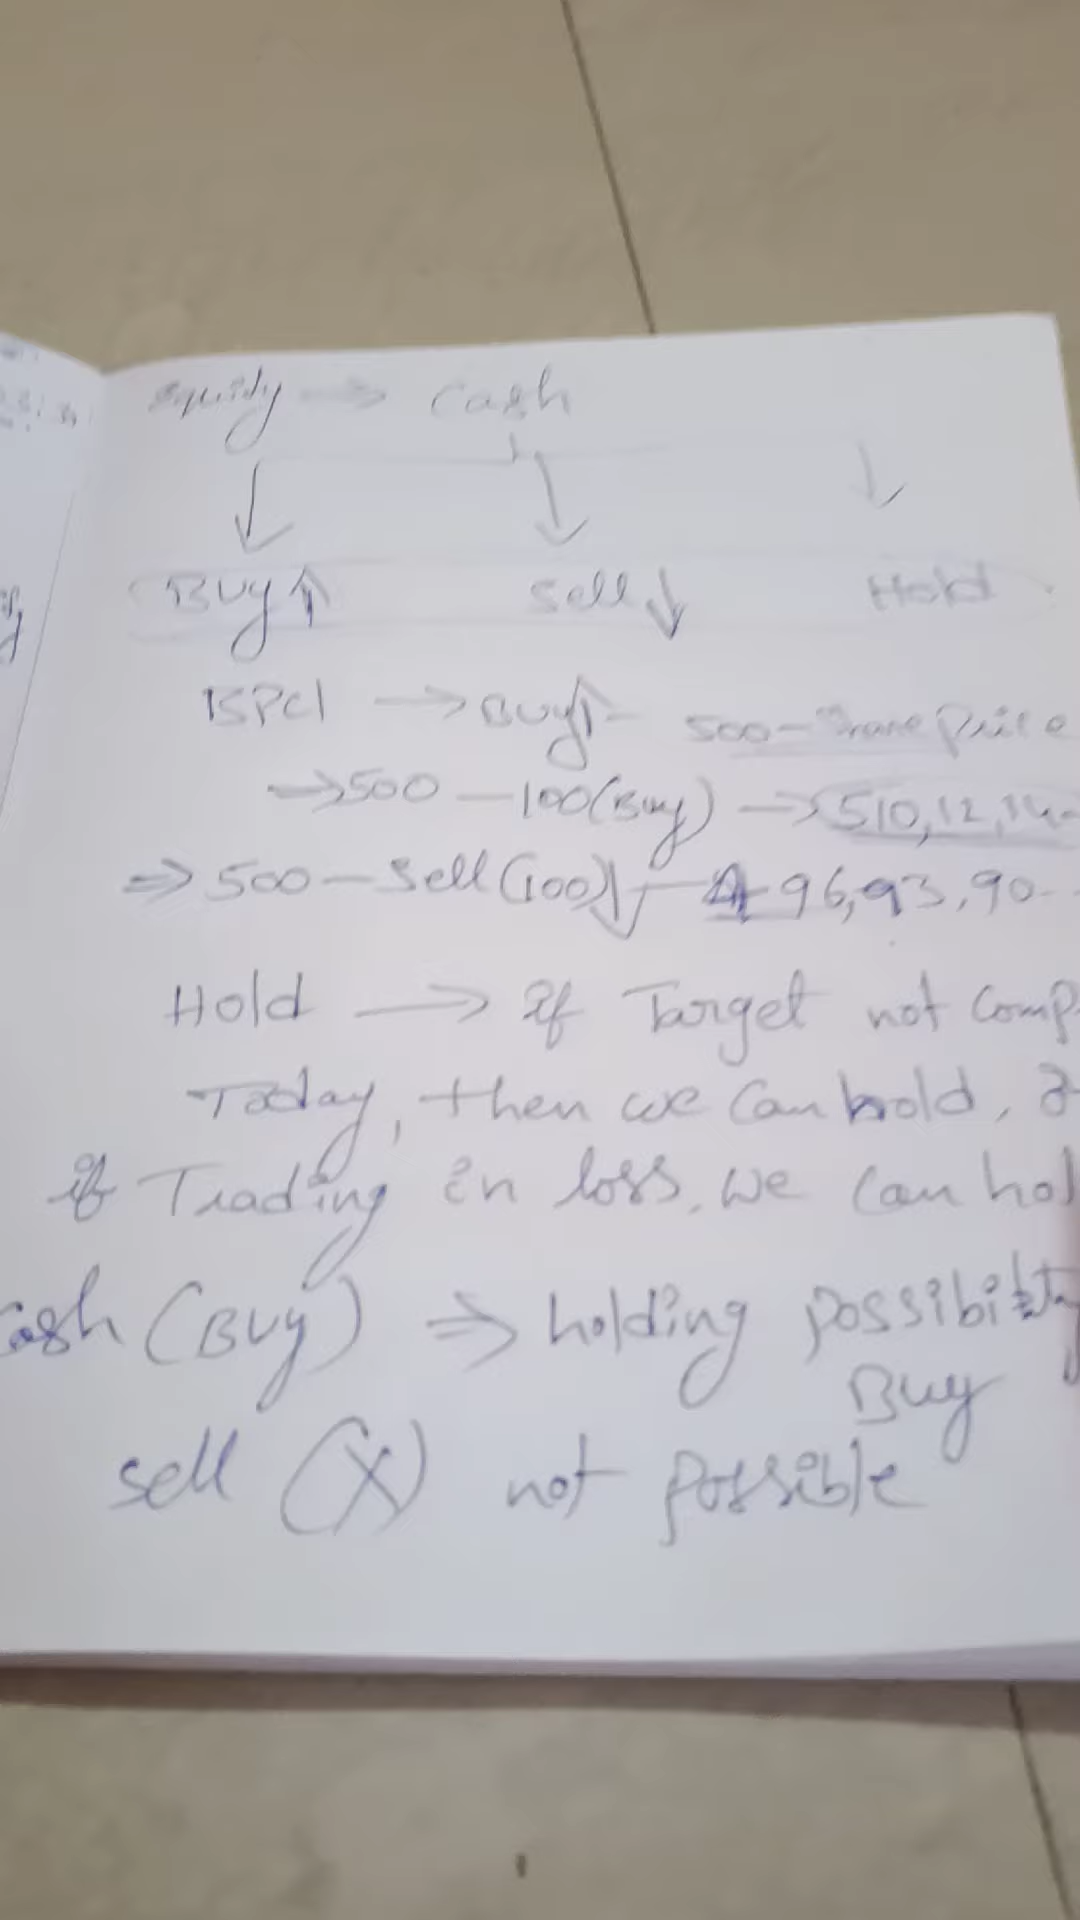 Equity → Cash
Buy ↑ Sell ↓ Hold
BPCl → Buy ↑ - 500 - Share Price
→ 500 - 100 (Buy) → 510, 12, 14 -
⇒ 500 - Sell (100) ↓ - 496, 93, 90 - -
Hold → if Target not Comp
Today, then we Can hold,
if Trading in loss, we Can hol
Cash (Buy) ⇒ holding possibility
Buy
sell (X) not possible